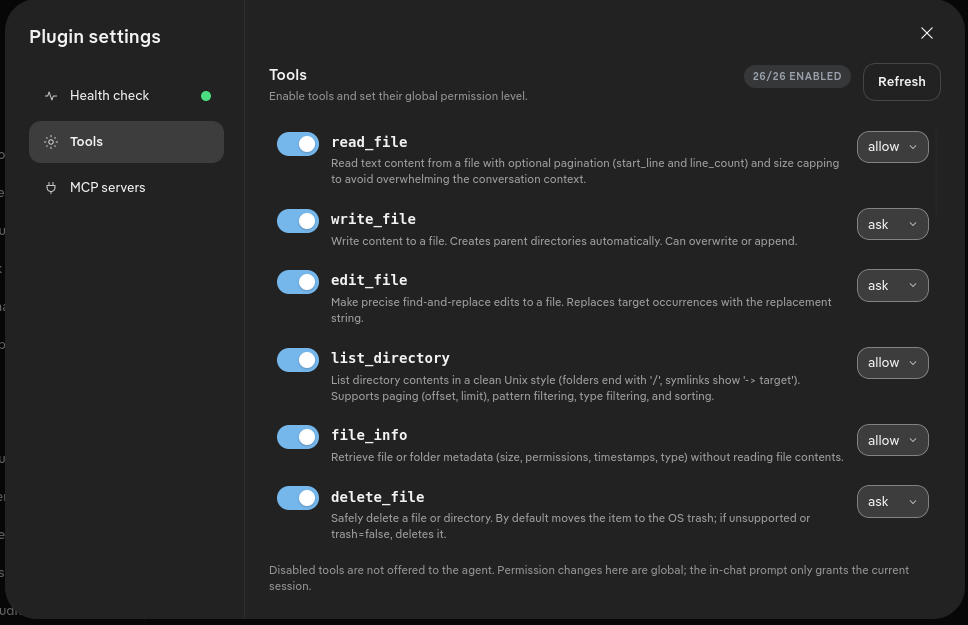 Plugin settings
Health check
Tools
MCP servers
Tools
Enable tools and set their global permission level.
26/26 ENABLED
Refresh
read_file
Read text content from a file with optional pagination (start_line and line_count) and size capping
to avoid overwhelming the conversation context.
allow
write_file
Write content to a file. Creates parent directories automatically. Can overwrite or append.
ask
edit_file
Make precise find-and-replace edits to a file. Replaces target occurrences with the replacement
string.
ask
list_directory
List directory contents in a clean Unix style (folders end with '/', symlinks show '-> target').
Supports paging (offset, limit), pattern filtering, type filtering, and sorting.
allow
file_info
Retrieve file or folder metadata (size, permissions, timestamps, type) without reading file contents.
allow
delete_file
Safely delete a file or directory. By default moves the item to the OS trash; if unsupported or
trash=false, deletes it.
ask
Disabled tools are not offered to the agent. Permission changes here are global; the in-chat prompt only grants the current
session.